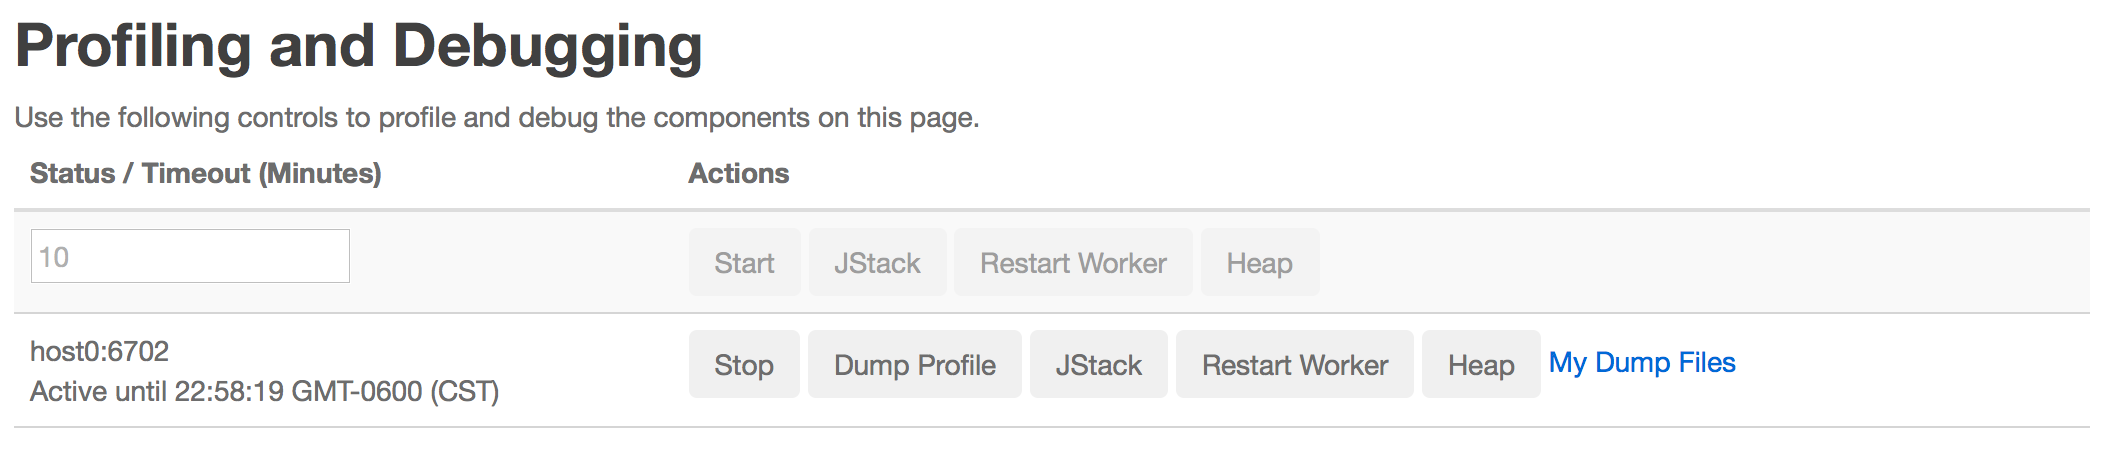 Profiling and Debugging
Use the following controls to profile and debug the components on this page.
Status / Timeout (Minutes) Actions
10 Start JStack Restart Worker Heap
host0:6702
Active until 22:58:19 GMT-0600 (CST)
Stop Dump Profile JStack Restart Worker Heap My Dump Files